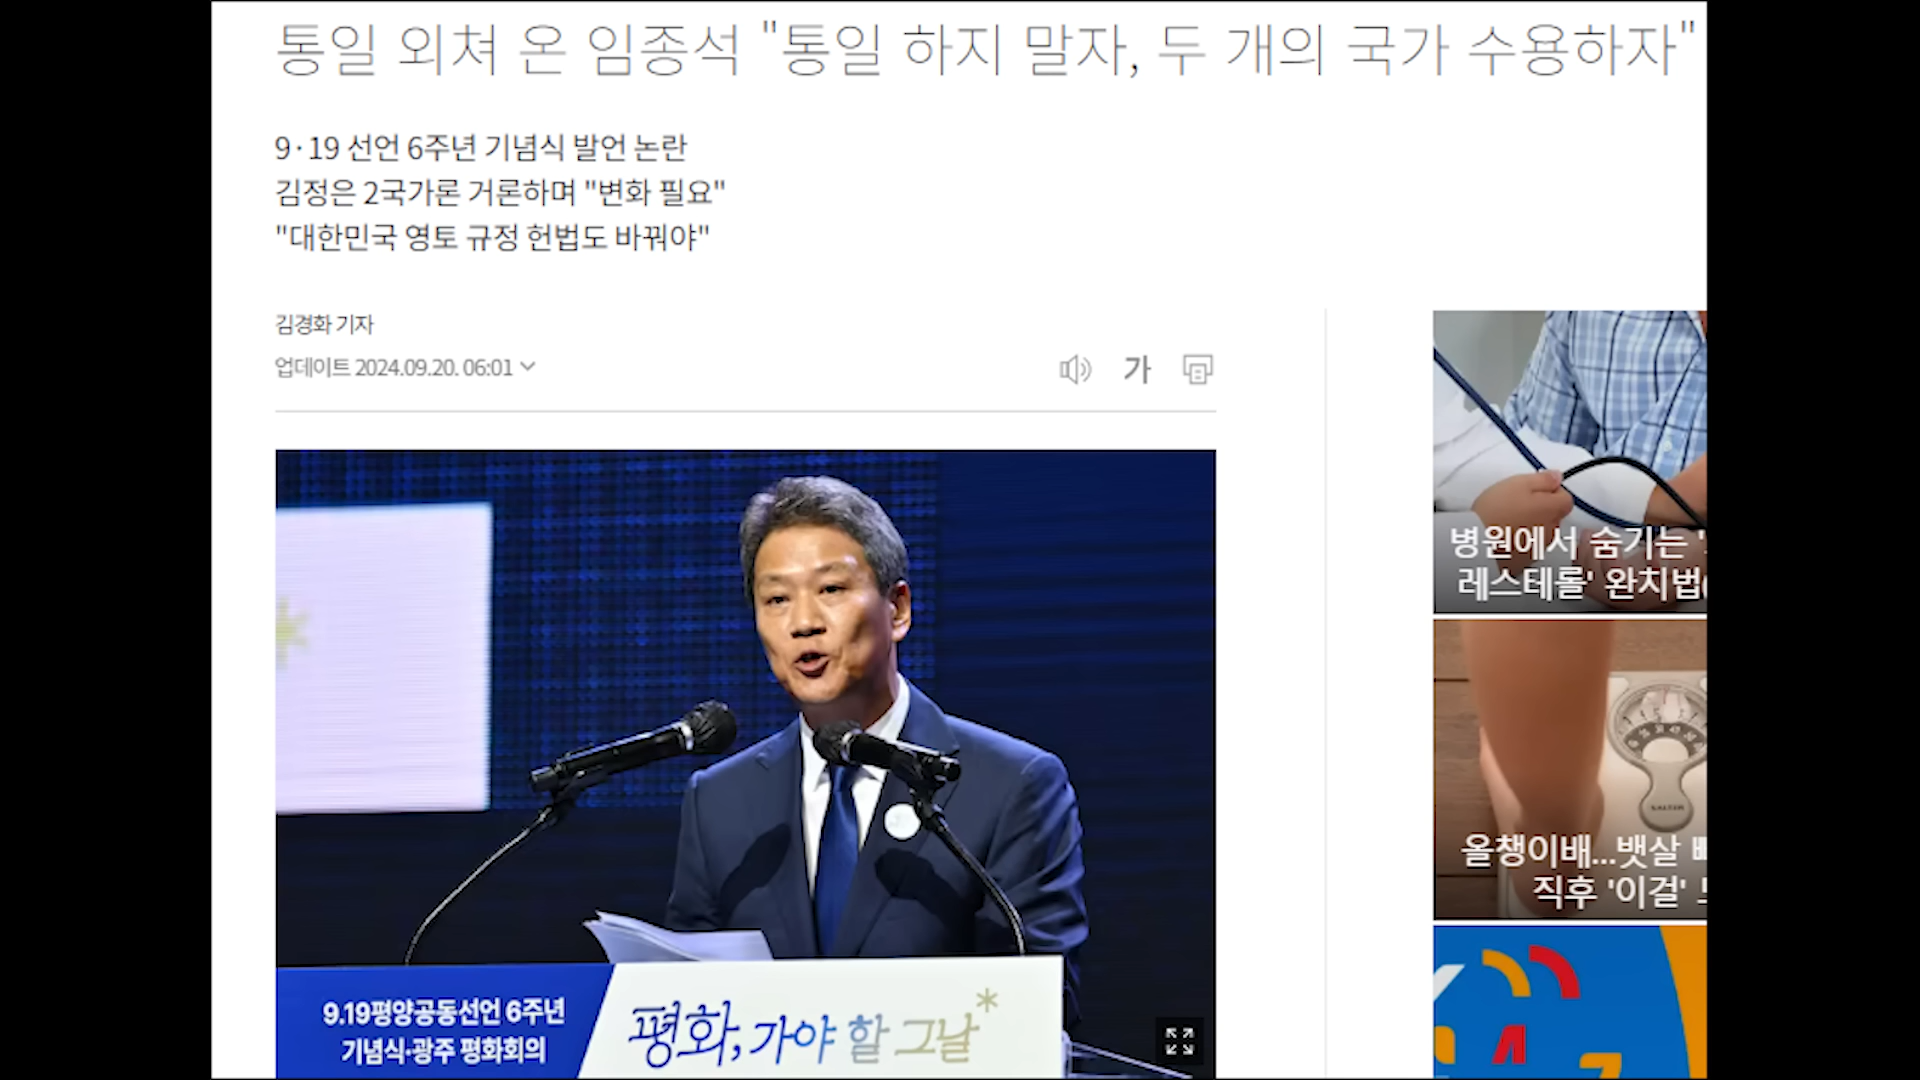 통일 외쳐 온 임종석 "통일 하지 말자, 두 개의 국가 수용하자"
9·19 선언 6주년 기념식 발언 논란
김정은 2국가론 거론하며 "변화 필요"
"대한민국 영토 규정 헌법도 바꿔야"
김경화 기자
업데이트 2024.09.20. 06:01
가
9.19평양공동선언 6주년
기념식·광주 평화회의
평화, 가야 할 그날
병원에서 숨기는
레스테롤' 완치법
올챙이배...뱃살
직후 '이걸'